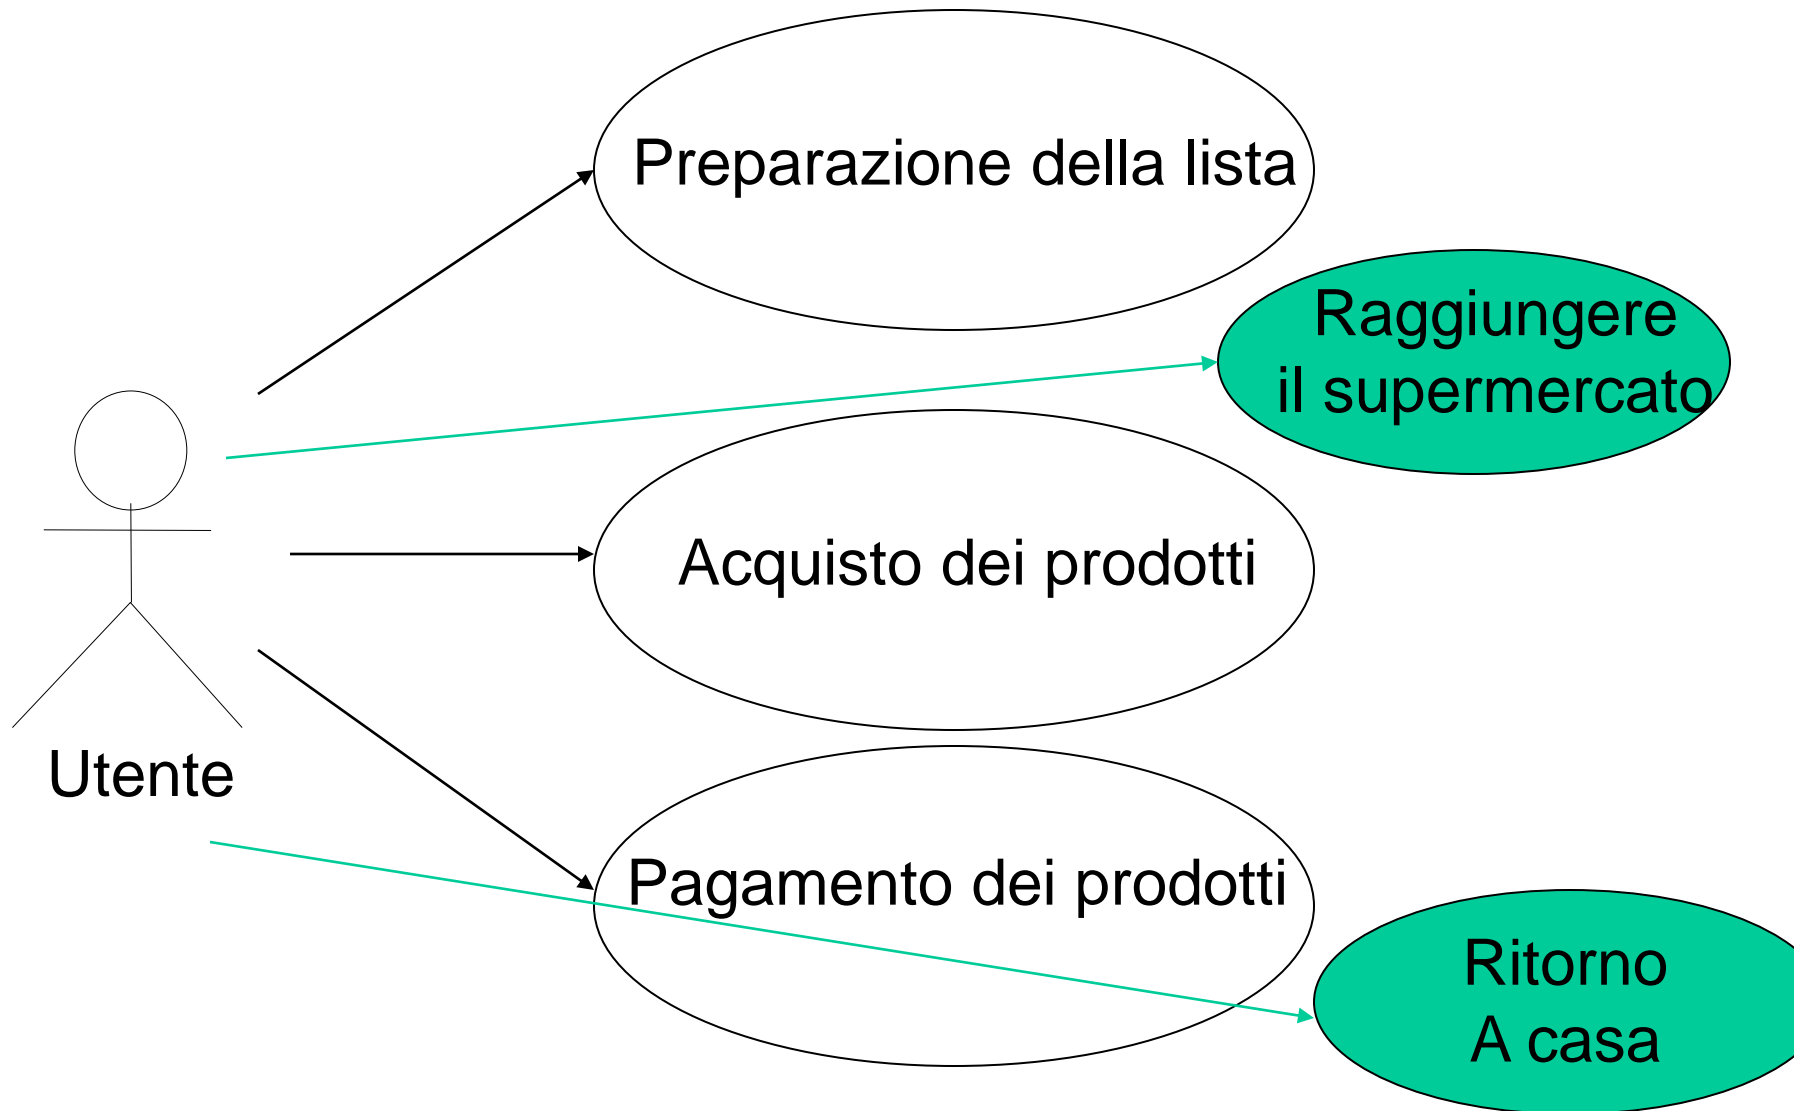 Preparazione della lista
Raggiungere
il supermercato
Acquisto dei prodotti
Utente
Pagamento dei prodotti
Ritorno
A casa